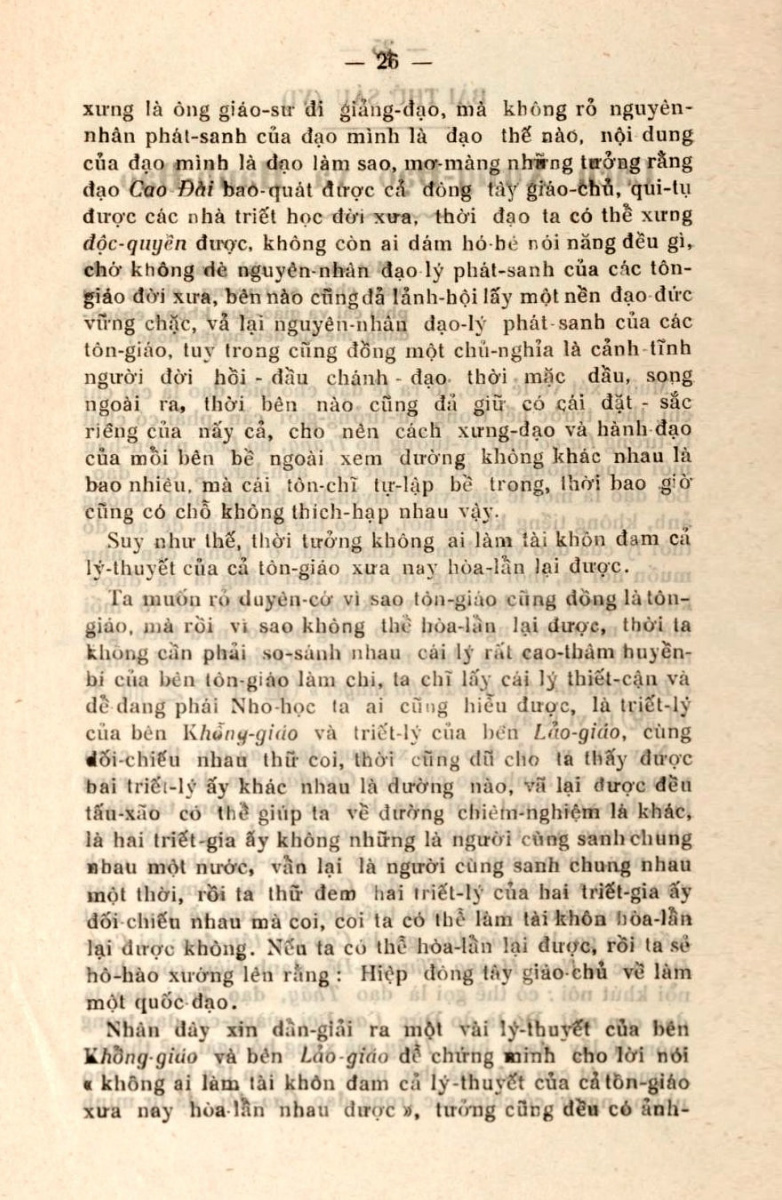 — 26 —
xưng là ông giáo-sư đi giảng-đạo, mà không rỏ nguyên-
nhân phát-sanh của đạo mình là đạo thế nào, nội dung
của đạo mình là đạo làm sao, mơ-màng những tưởng rằng
đạo Cao Đài bao-quát được cả đông tây giáo-chủ, qui-tụ
được các nhà triết học đời xưa, thời đạo ta có thể xưng
độc-quyền được, không còn ai dám hó-hé nói năng đều gì,
chớ không dè nguyên-nhân đạo-lý phát-sanh của các tôn-
giáo đời xưa, bên nào cũng đả lảnh-hội lấy một nền đạo đức
vững chặc, vả lại nguyên-nhân đạo-lý phát-sanh của các
tôn-giáo, tuy trong cũng đồng một chủ-nghỉa là cảnh-tĩnh
người đời hồi - đầu chánh - đạo thời mặc dầu, song
ngoài ra, thời bên nào cũng đả giữ có cái đặt - sắc
riêng của nấy cả, cho nên cách xưng-đạo và hành-đạo
của mỗi bên bề ngoài xem dường không khác nhau là
bao nhiêu, mà cái tôn-chỉ tự-lập bề trong, thời bao giờ
cũng có chỗ không thích-hạp nhau vậy.
Suy như thế, thời tưởng không ai làm tài khôn đam cả
lý-thuyết của cả tôn-giáo xưa nay hòa-lần lại được.
Ta muốn rỏ duyên-cớ vì sao tôn-giáo cũng đồng là tôn-
giáo, mà rồi vì sao không thể hòa-lần lại được, thời ta
không cần phải so-sánh nhau cái lý rất cao-thâm huyền-
bí của bên tôn-giáo làm chi, ta chỉ lấy cái lý thiết-cận và
dể dang phái Nho-học ta ai cũng hiểu được, là triết-lý
của bên Khổng-giáo và triết-lý của bên Lảo-giáo, cùng
đối-chiếu nhau thữ coi, thời cũng dũ cho ta thấy được
hai triết-lý ấy khác nhau là dường nào, vã lại được đều
tấu-xão có thể giúp ta về đường chiêm-nghiệm là khác,
là hai triết-gia ấy không những là người cùng sanh chung
nhau một nước, vẫn lại là người cùng sanh chung nhau
một thời, rồi ta thữ đem hai triết-lý của hai triết-gia ấy
đối-chiếu nhau mà coi, coi ta có thể làm tài khôn hòa-lần
lại được không. Nếu ta có thể hòa-lần lại được, rồi ta sẻ
hô-hào xướng lên rằng : Hiệp đông tây giáo-chủ về làm
một quốc đạo.
Nhân đây xin dần-giải ra một vài lý-thuyết của bên
Khổng-giáo và bên Lảo-giáo để chứng minh cho lời nói
« không ai làm tài khôn đam cả lý-thuyết của cả tôn-giáo
xưa nay hòa-lần nhau được », tưởng cũng đều có ảnh-